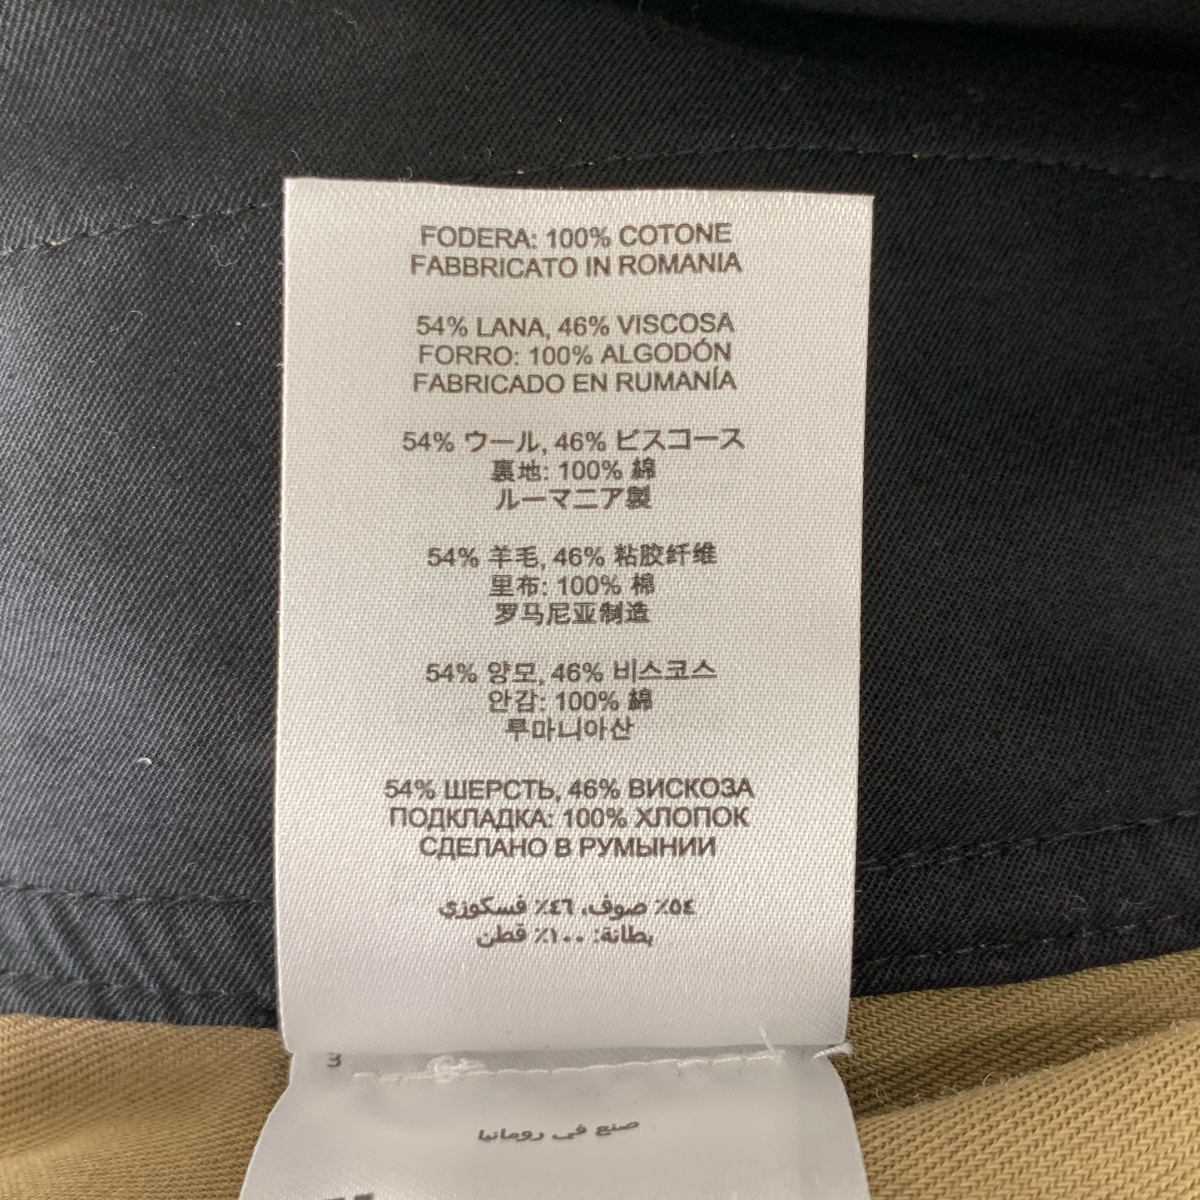 FODERA: 100% COTONE
FABBRICATO IN ROMANIA
54% LANA, 46% VISCOSA
FORRO: 100% ALGODÓN
FABRICADO EN RUMANÍA
54% ウール, 46% ビスコース
裏地: 100% 綿
ルーマニア製
54% 羊毛, 46% 粘胶纤维
里布: 100% 棉
罗马尼亚制造
54% 양모, 46% 비스코스
안감: 100% 綿
루마니아산
54% ШЕРСТЬ, 46% ВИСКОЗА
ПОДКЛАДКА: 100% ХЛОПОК
СДЕЛАНО В РУМЫНИИ
٥٤٪ صوف، ٤٦٪ فسكوزي
بطانة: ١٠٠٪ قطن
3
صنع في رومانيا